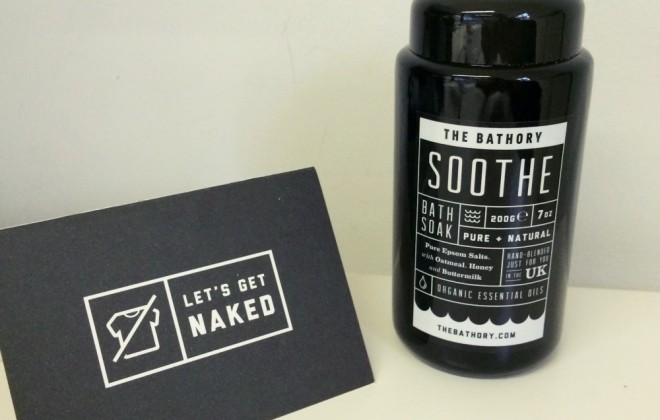 THE BATHORY
SOOTHE
BATH
SOAK
200G ℮ 7oz
PURE + NATURAL
Pure Epsom Salts,
with Oatmeal, Honey
and Buttermilk
HAND-BLENDED
JUST FOR YOU
IN THE UK
ORGANIC ESSENTIAL OILS
THEBATHORY.COM
LET'S GET
NAKED